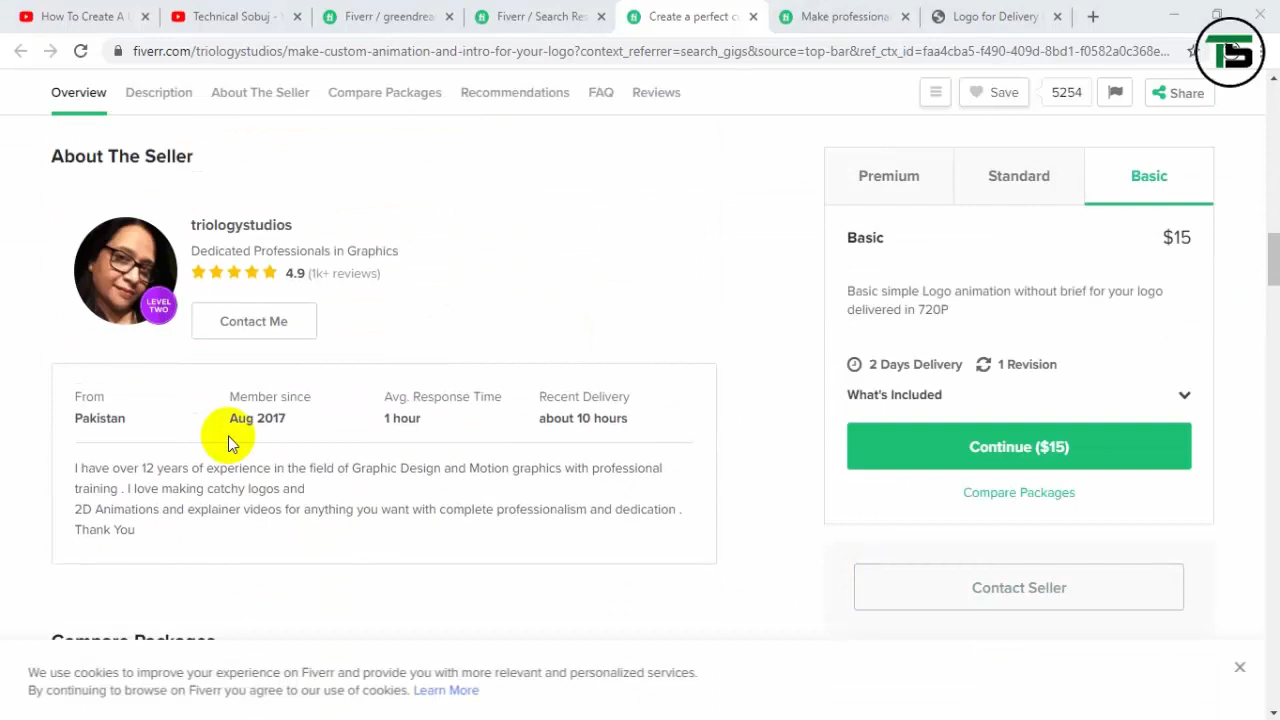 How To Create A L
Technical Sobuj -
Fiverr / greendrea
Fiverr / Search Res
Create a perfect cu
Make professiona
Logo for Delivery
fiverr.com/triologystudios/make-custom-animation-and-intro-for-your-logo?context_referrer=search_gigs&source=top-bar&ref_ctx_id=faa4cba5-f490-409d-8bd1-f0582a0c368e...
TS
Overview
Description
About The Seller
Compare Packages
Recommendations
FAQ
Reviews
Save
5254
Share
About The Seller
triologystudios
Dedicated Professionals in Graphics
4.9 (1k+ reviews)
LEVEL
TWO
Contact Me
From
Pakistan
Member since
Aug 2017
Avg. Response Time
1 hour
Recent Delivery
about 10 hours
I have over 12 years of experience in the field of Graphic Design and Motion graphics with professional
training . I love making catchy logos and
2D Animations and explainer videos for anything you want with complete professionalism and dedication .
Thank You
Compare Packages
Premium
Standard
Basic
Basic
$15
Basic simple Logo animation without brief for your logo
delivered in 720P
2 Days Delivery
1 Revision
What's Included
Continue ($15)
Compare Packages
Contact Seller
We use cookies to improve your experience on Fiverr and provide you with more relevant and personalized services.
By continuing to browse on Fiverr you agree to our use of cookies. Learn More